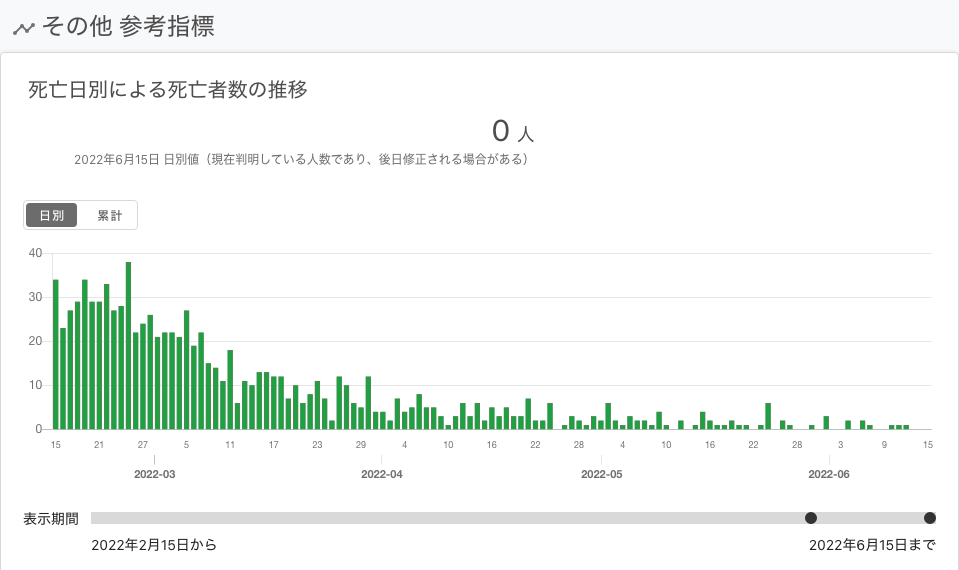 その他 参考指標
死亡日別による死亡者数の推移
0 人
2022年6月15日 日別値（現在判明している人数であり、後日修正される場合がある）
日別 累計
40
30
20
10
0
15 21 27 5 11 17 23 29 4 10 16 22 28 4 10 16 22 28 3 9 15
2022-03 2022-04 2022-05 2022-06
表示期間
2022年2月15日から 2022年6月15日まで